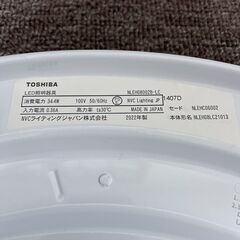 TOSHIBA
LED照明器具 NLEH08002B-LC
消費電力 34.4W 100V 50/60Hz NVC Lighting JP 1407D MADE IN JAPAN
入力電流 0.36A 高力率 ta30℃ セード NLEHC06002
NVCライティングジャパン株式会社 2022年製 本体形名 NLEH08LC21013